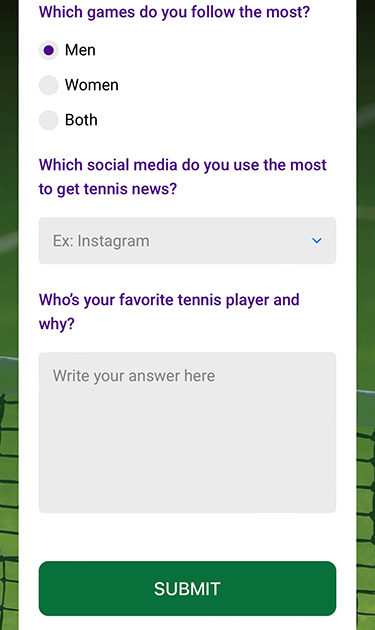 Which games do you follow the most?
Men
Women
Both
Which social media do you use the most
to get tennis news?
Ex: Instagram
Who's your favorite tennis player and
why?
Write your answer here
SUBMIT